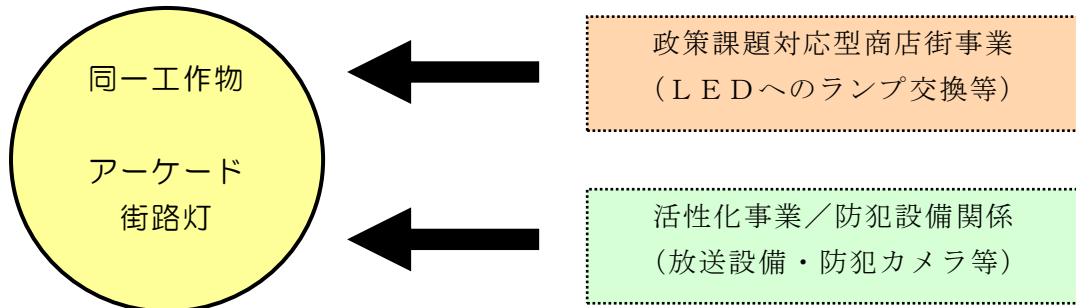 同一工作物
アーケード
街路灯
政策課題対応型商店街事業
(ＬＥＤへのランプ交換等)
活性化事業／防犯設備関係
(放送設備・防犯カメラ等)